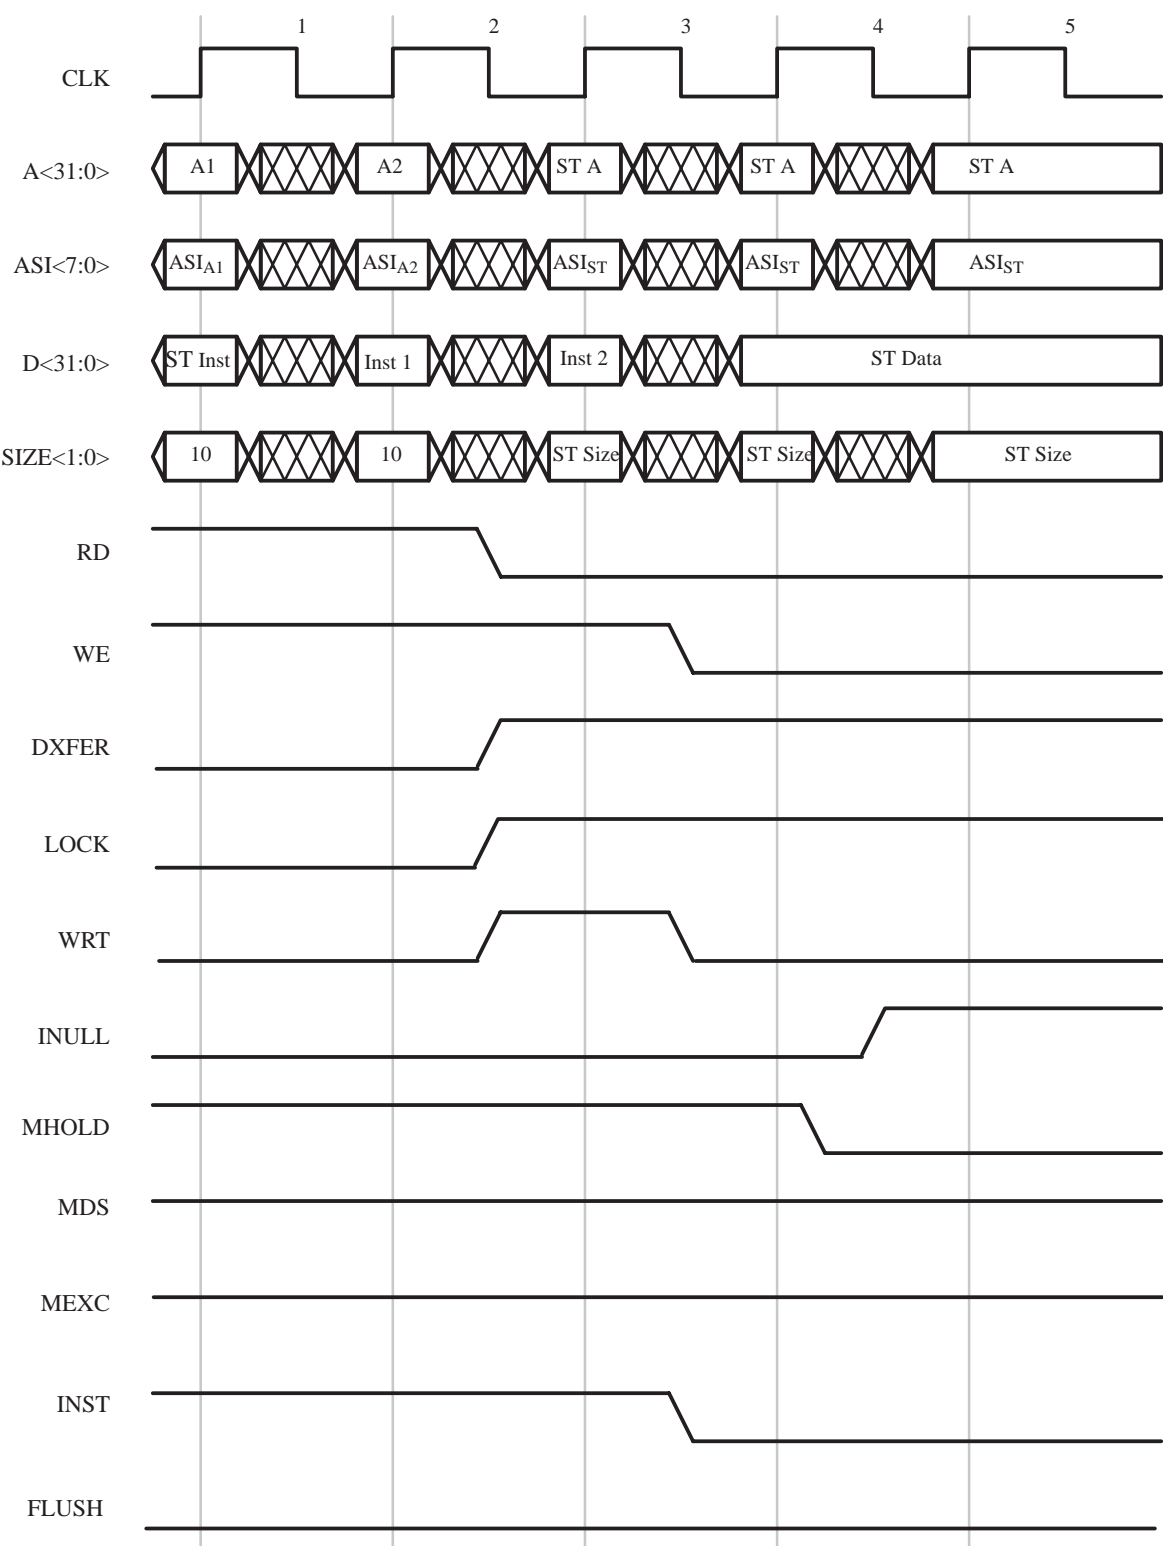 1 2 3 4 5
CLK
A<31:0> A1 A2 ST A ST A ST A
ASI<7:0> ASIA1 ASIA2 ASIST ASIST ASIST
D<31:0> ST Inst Inst 1 Inst 2 ST Data
SIZE<1:0> 10 10 ST Size ST Size ST Size
RD
WE
DXFER
LOCK
WRT
INULL
MHOLD
MDS
MEXC
INST
FLUSH